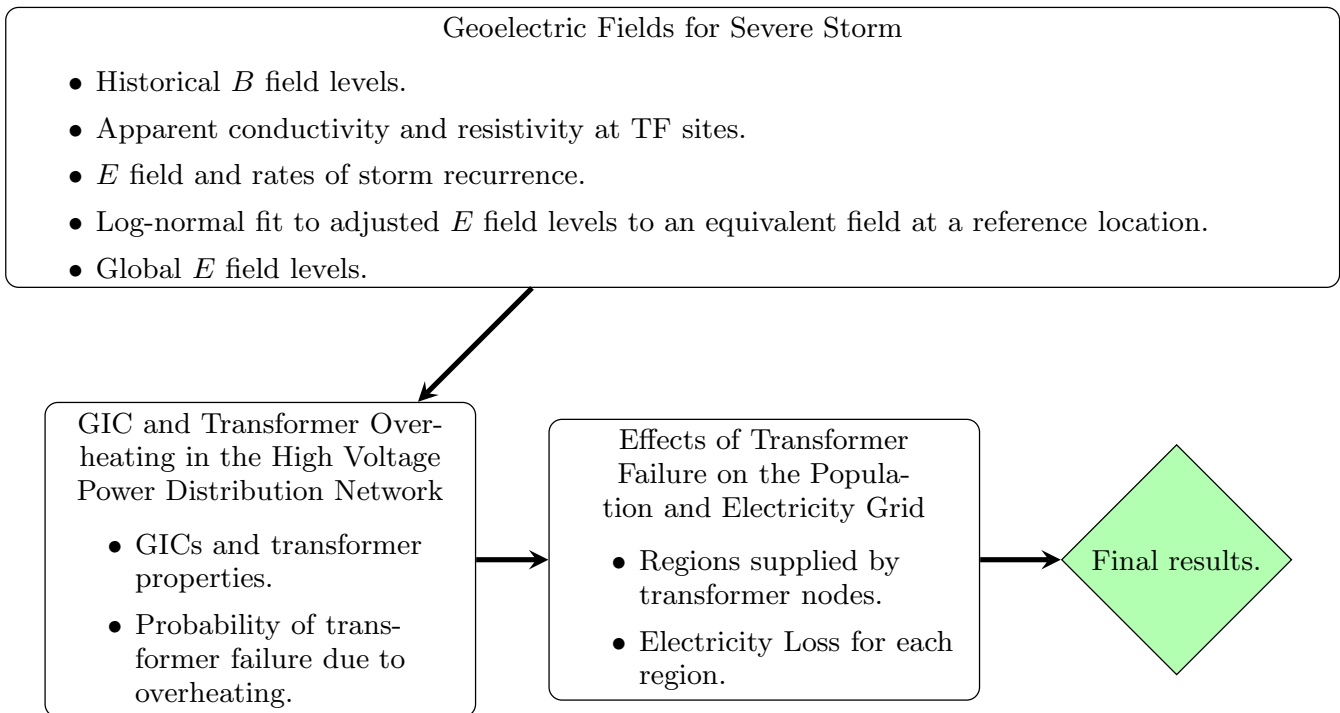 Geoelectric Fields for Severe Storm
• Historical B field levels.
• Apparent conductivity and resistivity at TF sites.
• E field and rates of storm recurrence.
• Log-normal fit to adjusted E field levels to an equivalent field at a reference location.
• Global E field levels.
GIC and Transformer Over-
heating in the High Voltage
Power Distribution Network
• GICs and transformer
properties.
• Probability of trans-
former failure due to
overheating.
Effects of Transformer
Failure on the Popula-
tion and Electricity Grid
• Regions supplied by
transformer nodes.
• Electricity Loss for each
region.
Final results.